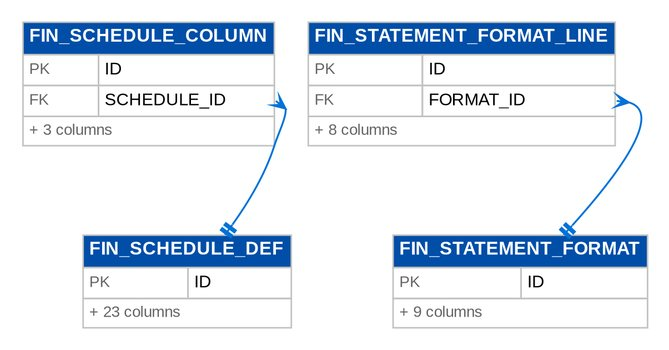 FIN_SCHEDULE_COLUMN
PK ID
FK SCHEDULE_ID
+ 3 columns
FIN_STATEMENT_FORMAT_LINE
PK ID
FK FORMAT_ID
+ 8 columns
FIN_SCHEDULE_DEF
PK ID
+ 23 columns
FIN_STATEMENT_FORMAT
PK ID
+ 9 columns